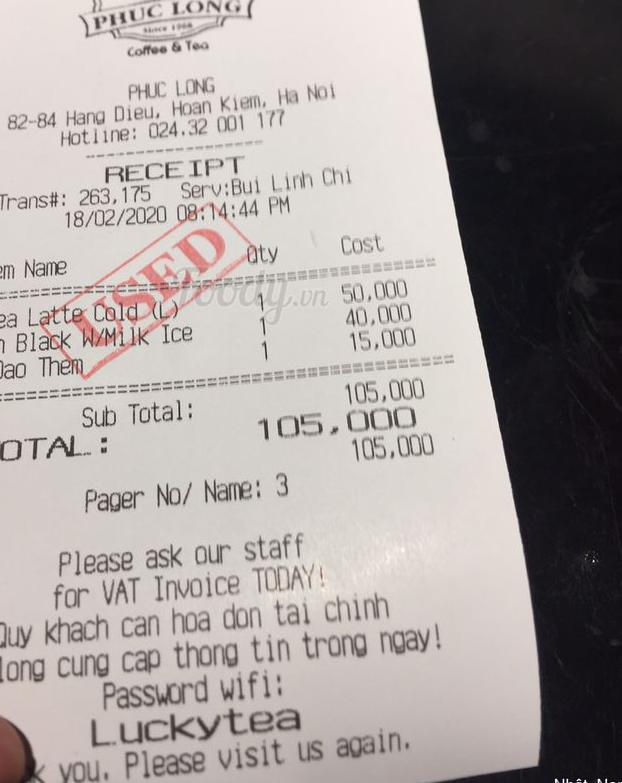 PHUC LONG
Since 1968
Coffee & Tea
PHUC LONG
82-84 Hang Dieu, Hoan Kiem, Ha Noi
Hotline: 024.32 001 177
RECEIPT
Trans#: 263,175 Serv:Bui Linh Chi
18/02/2020 08:14:44 PM
em Name Qty Cost
USED
Foody.vn
ea Latte Cold (L) 1 50,000
n Black W/Milk Ice 1 40,000
Dao Them 1 15,000
105,000
Sub Total: 105,000
OTAL: 105,000
Pager No/ Name: 3
Please ask our staff
for VAT Invoice TODAY!
Quy khach can hoa don tai chinh
long cung cap thong tin trong ngay!
Password wifi:
Luckytea
k you. Please visit us again.